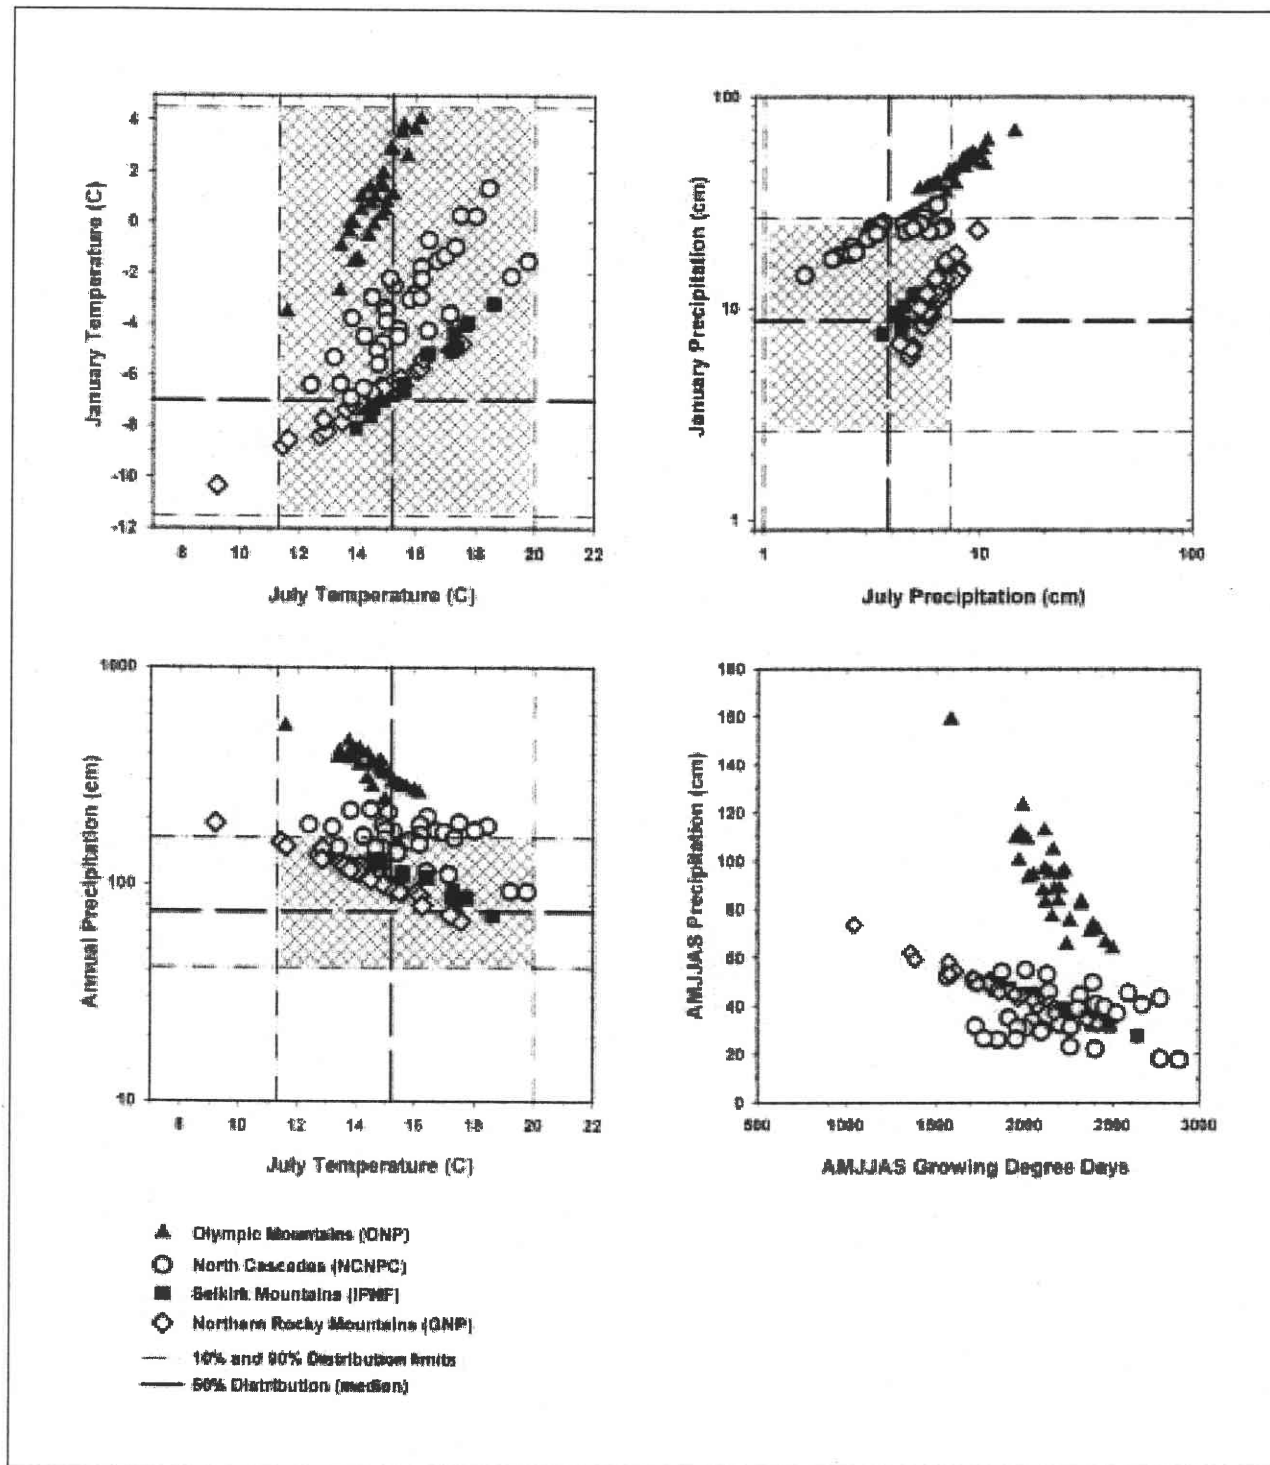 4
2
0
-2
-4
-6
-8
-10
-12
January Temperature (C)
8 10 12 14 16 18 20 22
July Temperature (C)
100
10
1
January Precipitation (cm)
1 10 100
July Precipitation (cm)
1000
100
10
Annual Precipitation (cm)
8 10 12 14 16 18 20 22
July Temperature (C)
180
160
140
120
100
80
60
40
20
0
AMJJAS Precipitation (cm)
500 1000 1500 2000 2500 3000
AMJJAS Growing Degree Days
Olympic Mountains (ONP)
North Cascades (NCNPC)
Selkirk Mountains (IPNF)
Northern Rocky Mountains (GNP)
10% and 90% Distribution limits
50% Distribution (median)